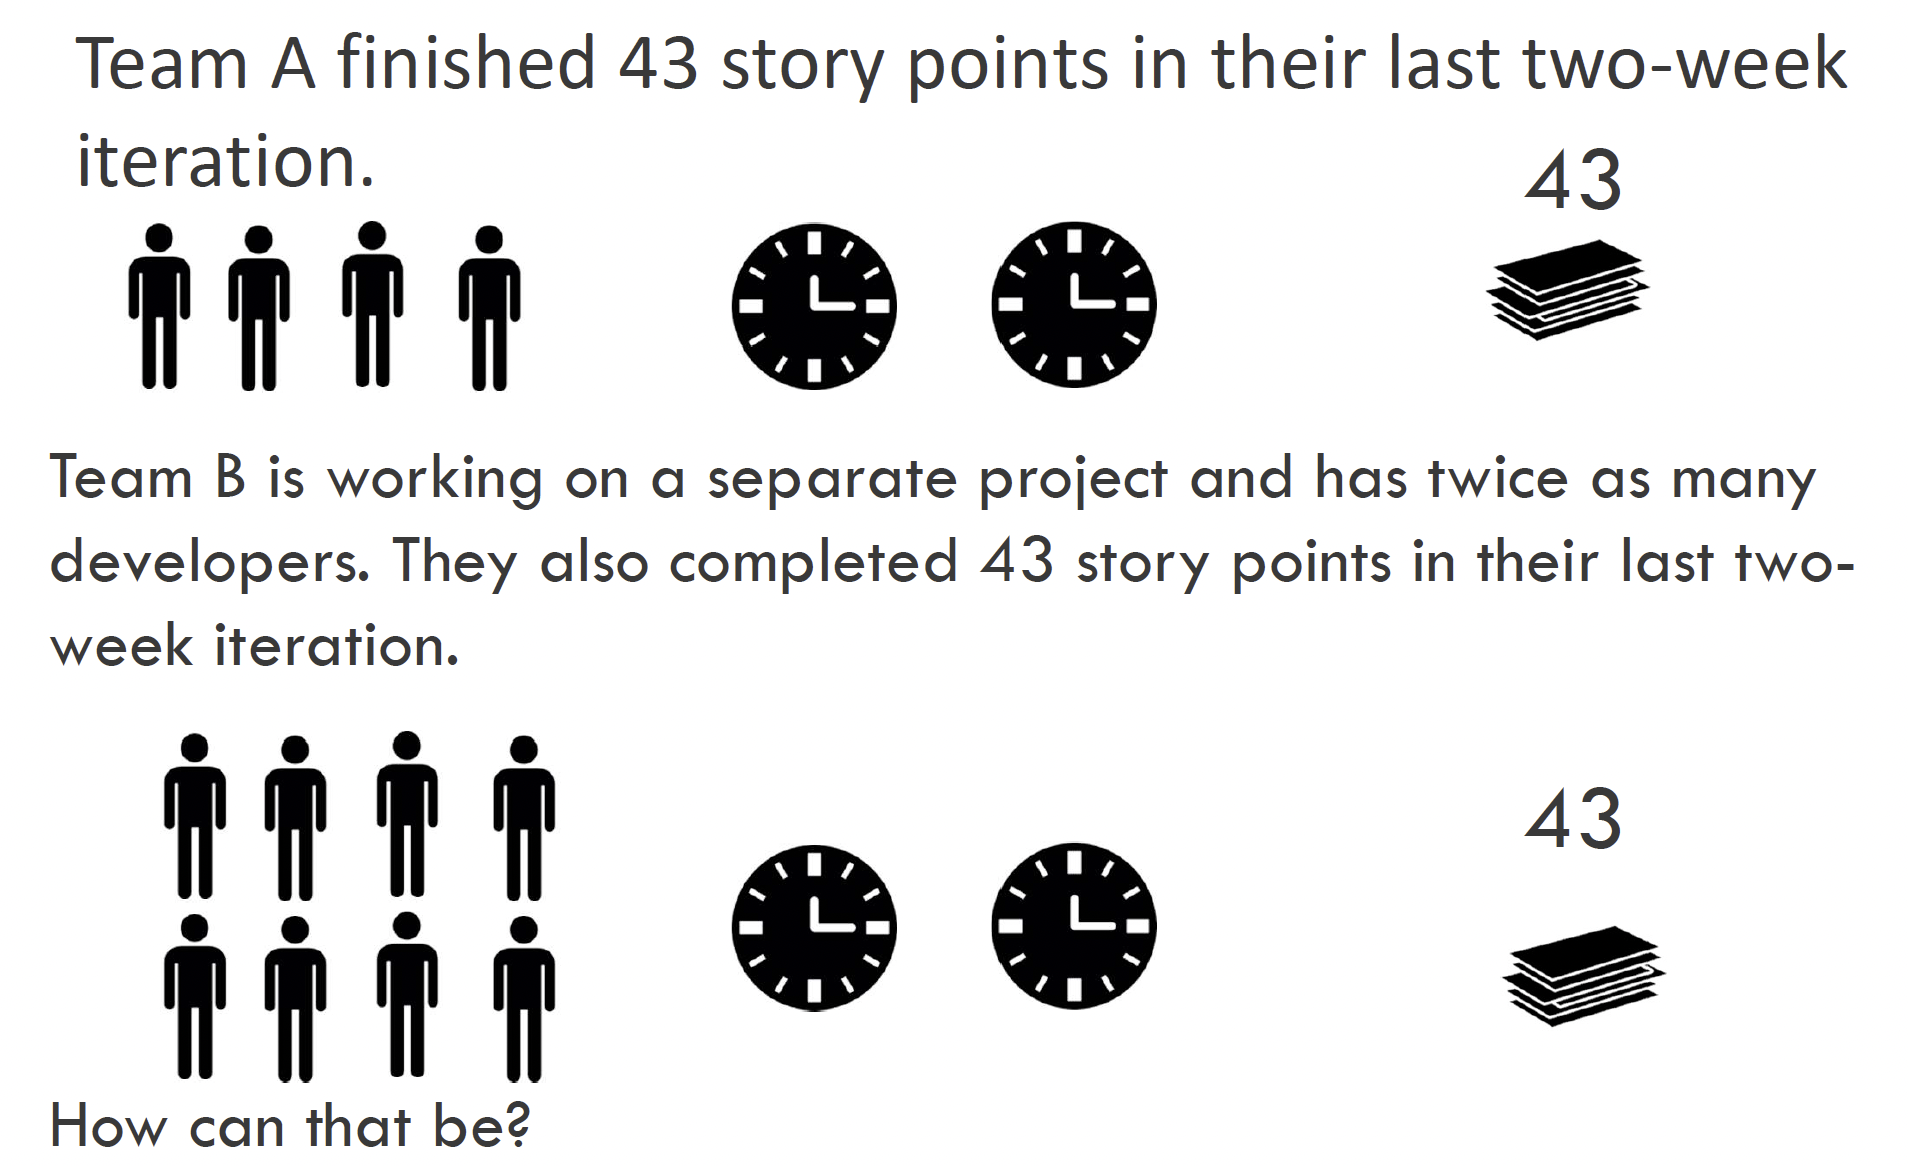 Team A finished 43 story points in their last two-week
iteration.
43
Team B is working on a separate project and has twice as many
developers. They also completed 43 story points in their last two-
week iteration.
43
How can that be?